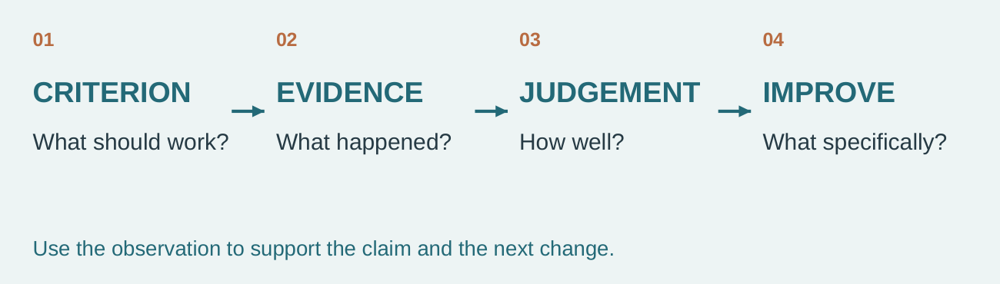 01
CRITERION
What should work?
02
EVIDENCE
What happened?
03
JUDGEMENT
How well?
04
IMPROVE
What specifically?
Use the observation to support the claim and the next change.